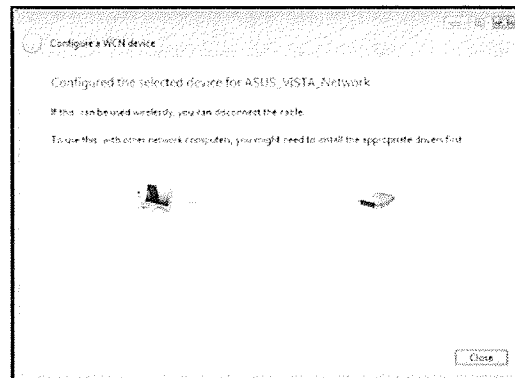 Configure a WCN device
Configured the selected device for ASUS_VISTA_Network
If this can be used wirelessly, you can disconnect the cable.
To use this with other network computers, you might need to install the appropriate drivers first.
Close